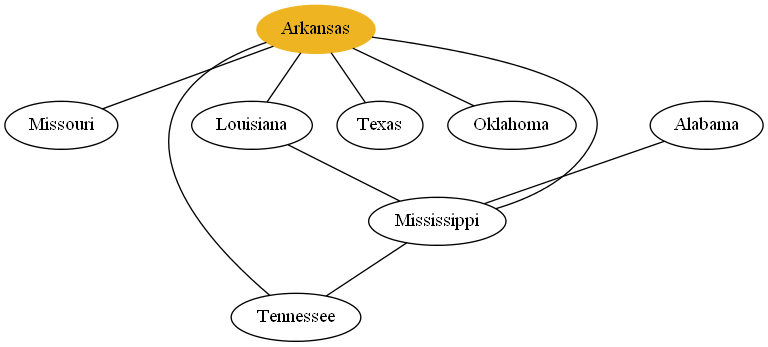 Arkansas
Missouri
Louisiana
Texas
Oklahoma
Alabama
Mississippi
Tennessee